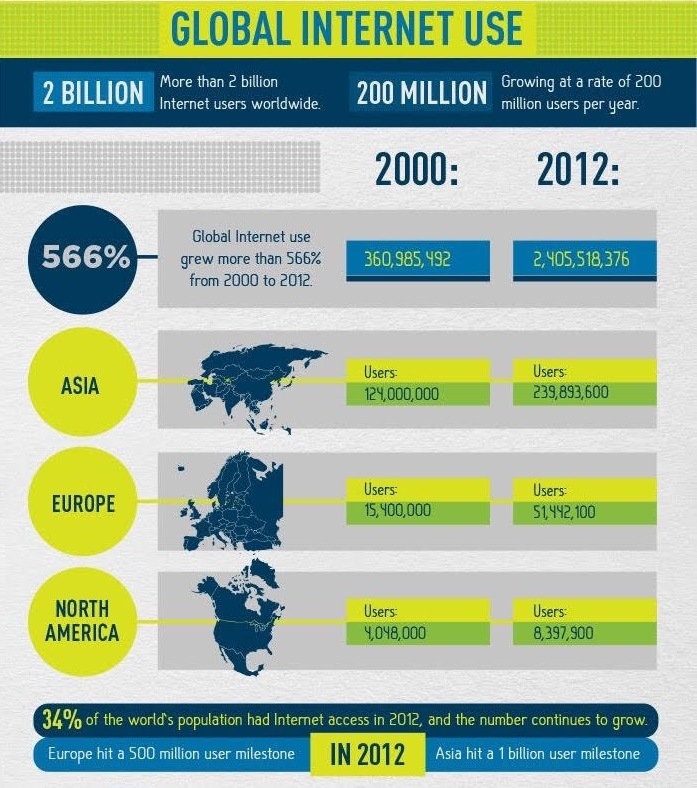 GLOBAL INTERNET USE
2 BILLION
More than 2 billion
Internet users worldwide.
200 MILLION
Growing at a rate of 200
million users per year.
2000:
2012:
566%
Global Internet use
grew more than 566%
from 2000 to 2012.
360,985,492
2,405,518,376
ASIA
Users:
124,000,000
Users:
239,893,600
EUROPE
Users:
15,400,000
Users:
51,442,100
NORTH
AMERICA
Users:
4,048,000
Users:
8,397,900
34% of the world's population had Internet access in 2012, and the number continues to grow.
Europe hit a 500 million user milestone
IN 2012
Asia hit a 1 billion user milestone